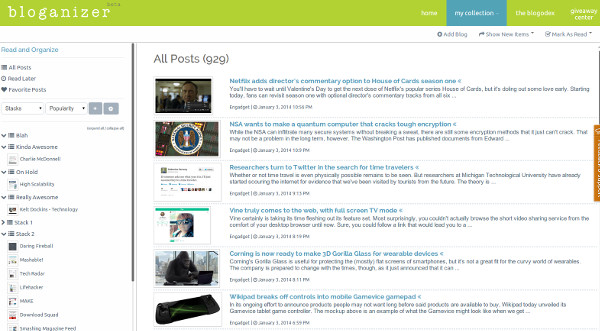 bloganizer BETA
home
my collection
the blogodex
giveaway center
Add Blog
Show New Items
Mark As Read
Read and Organize
All Posts
Read Later
Favorite Posts
Stacks
Popularity
expand all collapse all
Blah
Kinda Awesome
Charlie McDonnell
On Hold
High Scalability
Really Awesome
Kels Dockins - Technology
Stack 1
Stack 2
Daring Fireball
Mashable!
Tech Radar
Lifehacker
MAKE
Download Squad
Smashing Magazine Feed
All Posts (929)
Netflix adds director's commentary option to House of Cards season one <
You'll have to wait until Valentine's Day to get the next dose of Netflix's popular series House of Cards, but it's doling out some love early. Starting
today, fans can revisit season one with optional director's commentary tracks from all six ...
Engadget | January 3, 2014 10:56 PM
NSA wants to make a quantum computer that cracks tough encryption <
While the NSA can infiltrate many secure systems without breaking a sweat, there are still some encryption methods that it just can't crack. That
may not be a problem in the long term, however. The Washington Post has published documents from Edward ...
Engadget | January 3, 2014
Researchers turn to Twitter in the search for time travelers <
Whether or not time travel is even physically possible remains to be seen. But researchers at Michigan Technological University have already
started scouring the internet for evidence that we've been visited by tourists from the future. The theory is ...
Engadget | January 3, 2014 9:13 PM
Vine truly comes to the web, with full screen TV mode <
Vine certainly is taking its time fleshing out its feature set. Most surprisingly, you couldn't actually browse the short video sharing service from the
comfort of your desktop browser until now. Sure, you could follow a link that would lead you to a ...
Engadget | January 3, 2014 8:19 PM
Corning is now ready to make 3D Gorilla Glass for wearable devices <
Corning's Gorilla Glass is useful for protecting the (mostly) flat screens of smartphones, but it's not a great fit for the curvy world of wearables.
The company is prepared to change with the times, though, as it just announced that it can ...
Engadget | January 3, 2014 8:11 PM
Wikipad breaks off controls into mobile Gamevice gamepad <
In its ongoing effort to announce products people may not want long before said products are available to buy, Wikipad today unveiled its
Gamevice tablet game controller. The mockup above is an example of what the Gamevice might look like when we get ...
Engadget | January 3, 2014 6:59 PM